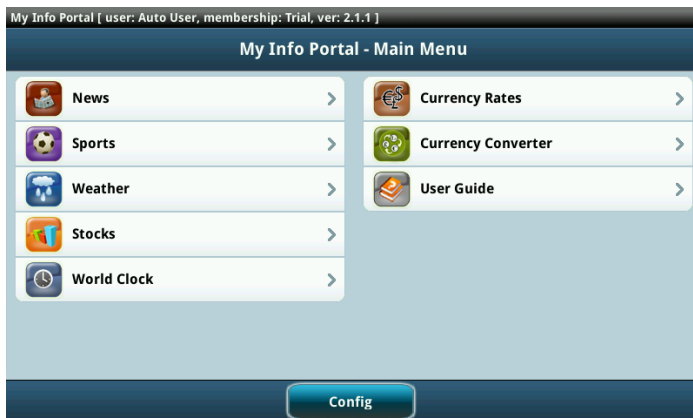 My Info Portal [ user: Auto User, membership: Trial, ver: 2.1.1 ]
My Info Portal - Main Menu
News
Sports
Weather
Stocks
World Clock
Currency Rates
Currency Converter
User Guide
Config